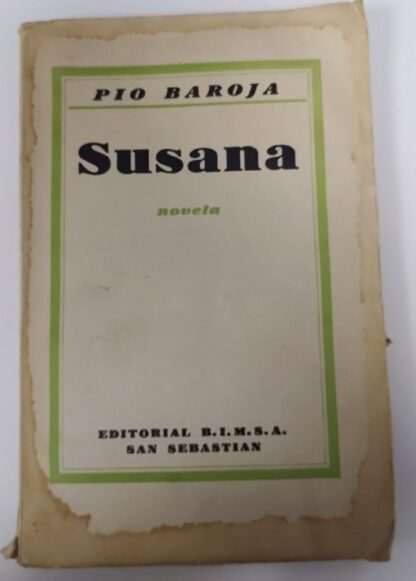 PIO BAROJA
Susana
novela
EDITORIAL B.I.M.S.A.
SAN SEBASTIAN